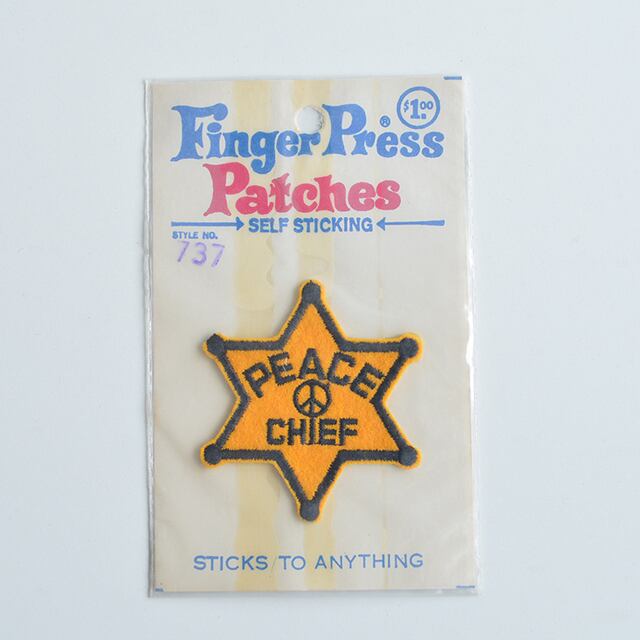 $1.00
Finger Press®
Patches
SELF STICKING
STYLE NO.
737
PEACE
CHIEF
STICKS TO ANYTHING